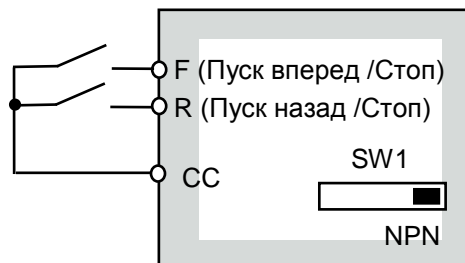 F (Пуск вперед /Стоп)
R (Пуск назад /Стоп)
SW1
CC
NPN